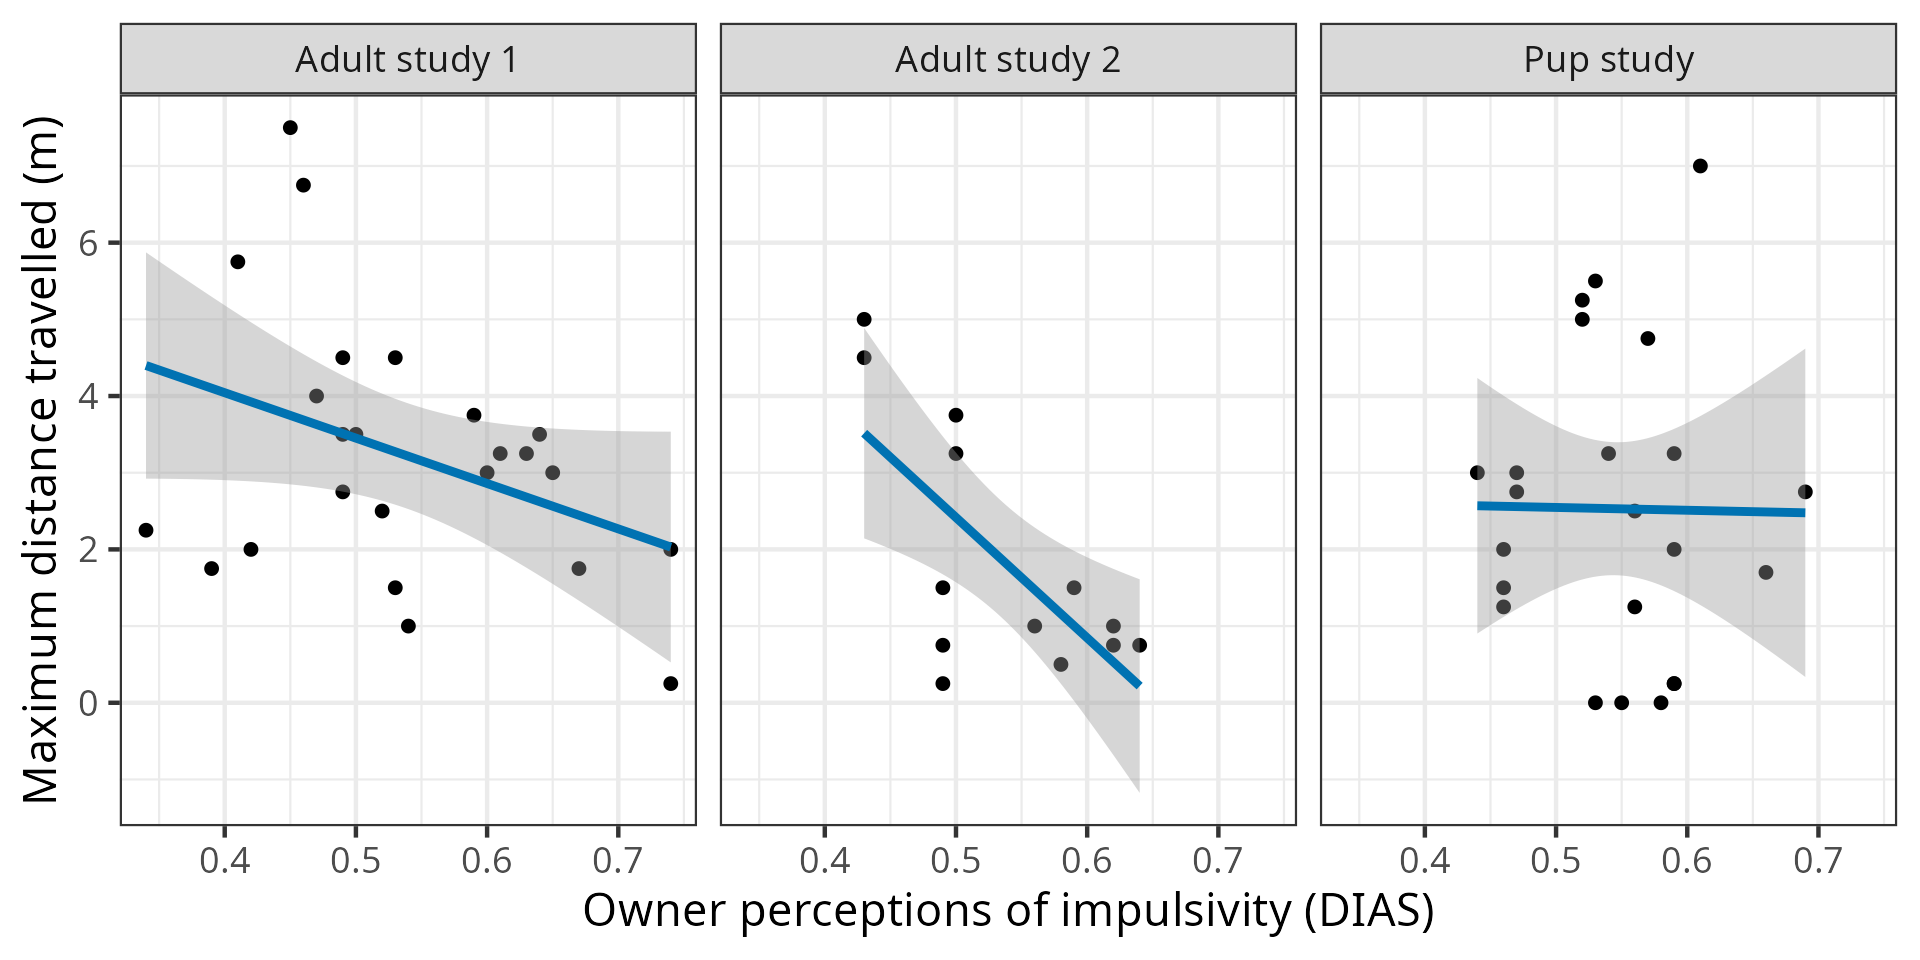 Adult study 1
Adult study 2
Pup study
Maximum distance travelled (m)
6
4
2
0
0.4 0.5 0.6 0.7
0.4 0.5 0.6 0.7
0.4 0.5 0.6 0.7
Owner perceptions of impulsivity (DIAS)